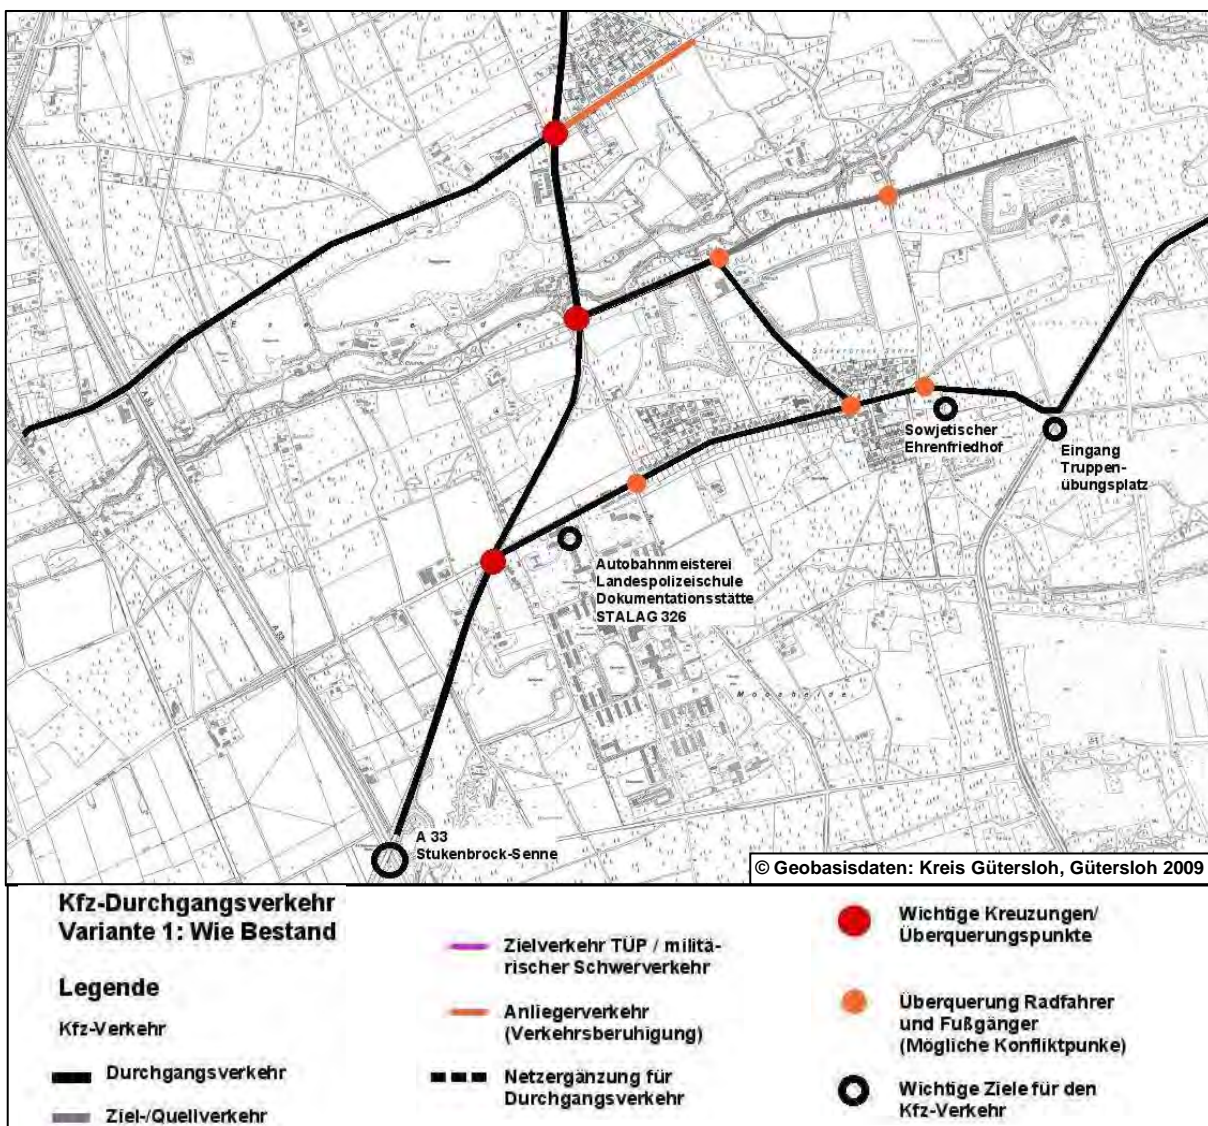 Sowjetischer
Ehrenfriedhof
Eingang
Truppen-
übungsplatz
Autobahnmeisterei
Landespolizeischule
Dokumentationsstätte
STALAG 326
A 33
A 33
Stukenbrock-Senne
© Geobasisdaten: Kreis Gütersloh, Gütersloh 2009
Kfz-Durchgangsverkehr
Variante 1: Wie Bestand
Legende
Kfz-Verkehr
Durchgangsverkehr
Ziel-/Quellverkehr
Zielverkehr TÜP / militä-
rischer Schwerverkehr
Anliegerverkehr
(Verkehrsberuhigung)
Netzergänzung für
Durchgangsverkehr
Wichtige Kreuzungen/
Überquerungspunkte
Überquerung Radfahrer
und Fußgänger
(Mögliche Konfliktpunke)
Wichtige Ziele für den
Kfz-Verkehr